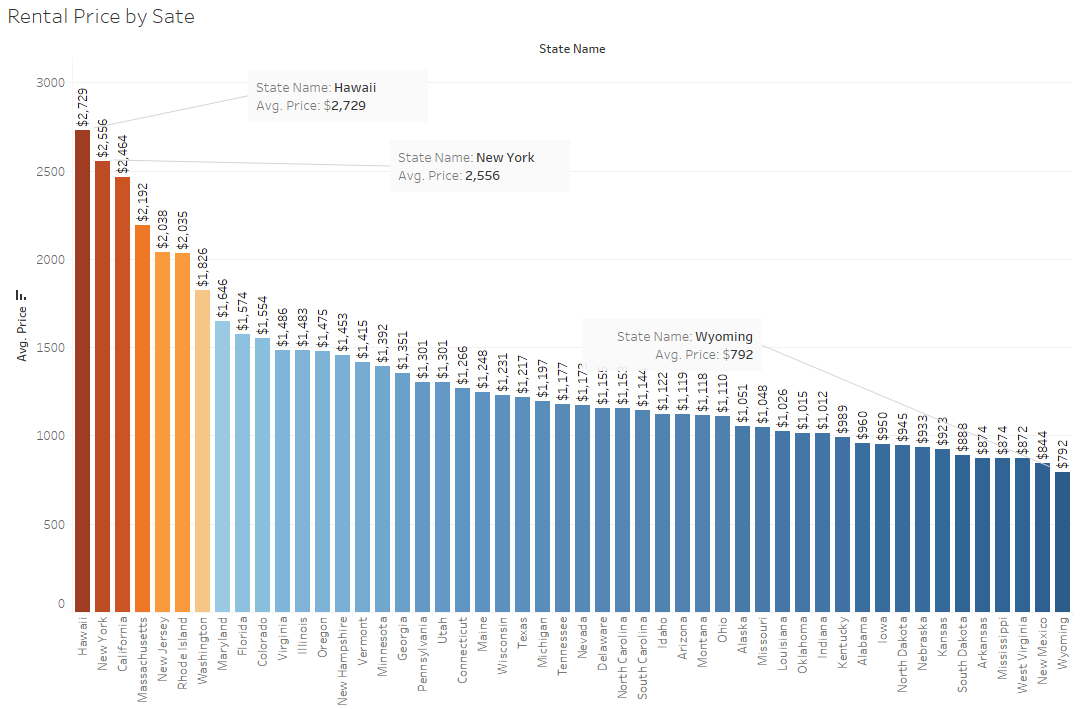 Rental Price by Sate
State Name
Avg. Price
3000
2500
2000
1500
1000
500
0
State Name: Hawaii
Avg. Price: $2,729
State Name: New York
Avg. Price: 2,556
State Name: Wyoming
Avg. Price: $792
$2,729
$2,556
$2,464
$2,192
$2,038
$2,035
$1,826
$1,646
$1,574
$1,554
$1,486
$1,483
$1,475
$1,453
$1,415
$1,392
$1,351
$1,301
$1,301
$1,266
$1,248
$1,231
$1,217
$1,197
$1,177
$1,144
$1,122
$1,119
$1,118
$1,110
$1,051
$1,048
$1,026
$1,015
$1,012
$989
$960
$950
$945
$933
$923
$888
$874
$874
$872
$844
$792
Hawaii
New York
California
Massachusetts
New Jersey
Rhode Island
Washington
Maryland
Florida
Colorado
Virginia
Illinois
Oregon
New Hampshire
Vermont
Minnesota
Georgia
Pennsylvania
Utah
Connecticut
Maine
Wisconsin
Texas
Michigan
Tennessee
Nevada
Delaware
North Carolina
South Carolina
Idaho
Arizona
Montana
Ohio
Alaska
Missouri
Louisiana
Oklahoma
Indiana
Kentucky
Alabama
Iowa
North Dakota
Nebraska
Kansas
South Dakota
Arkansas
Mississippi
West Virginia
New Mexico
Wyoming